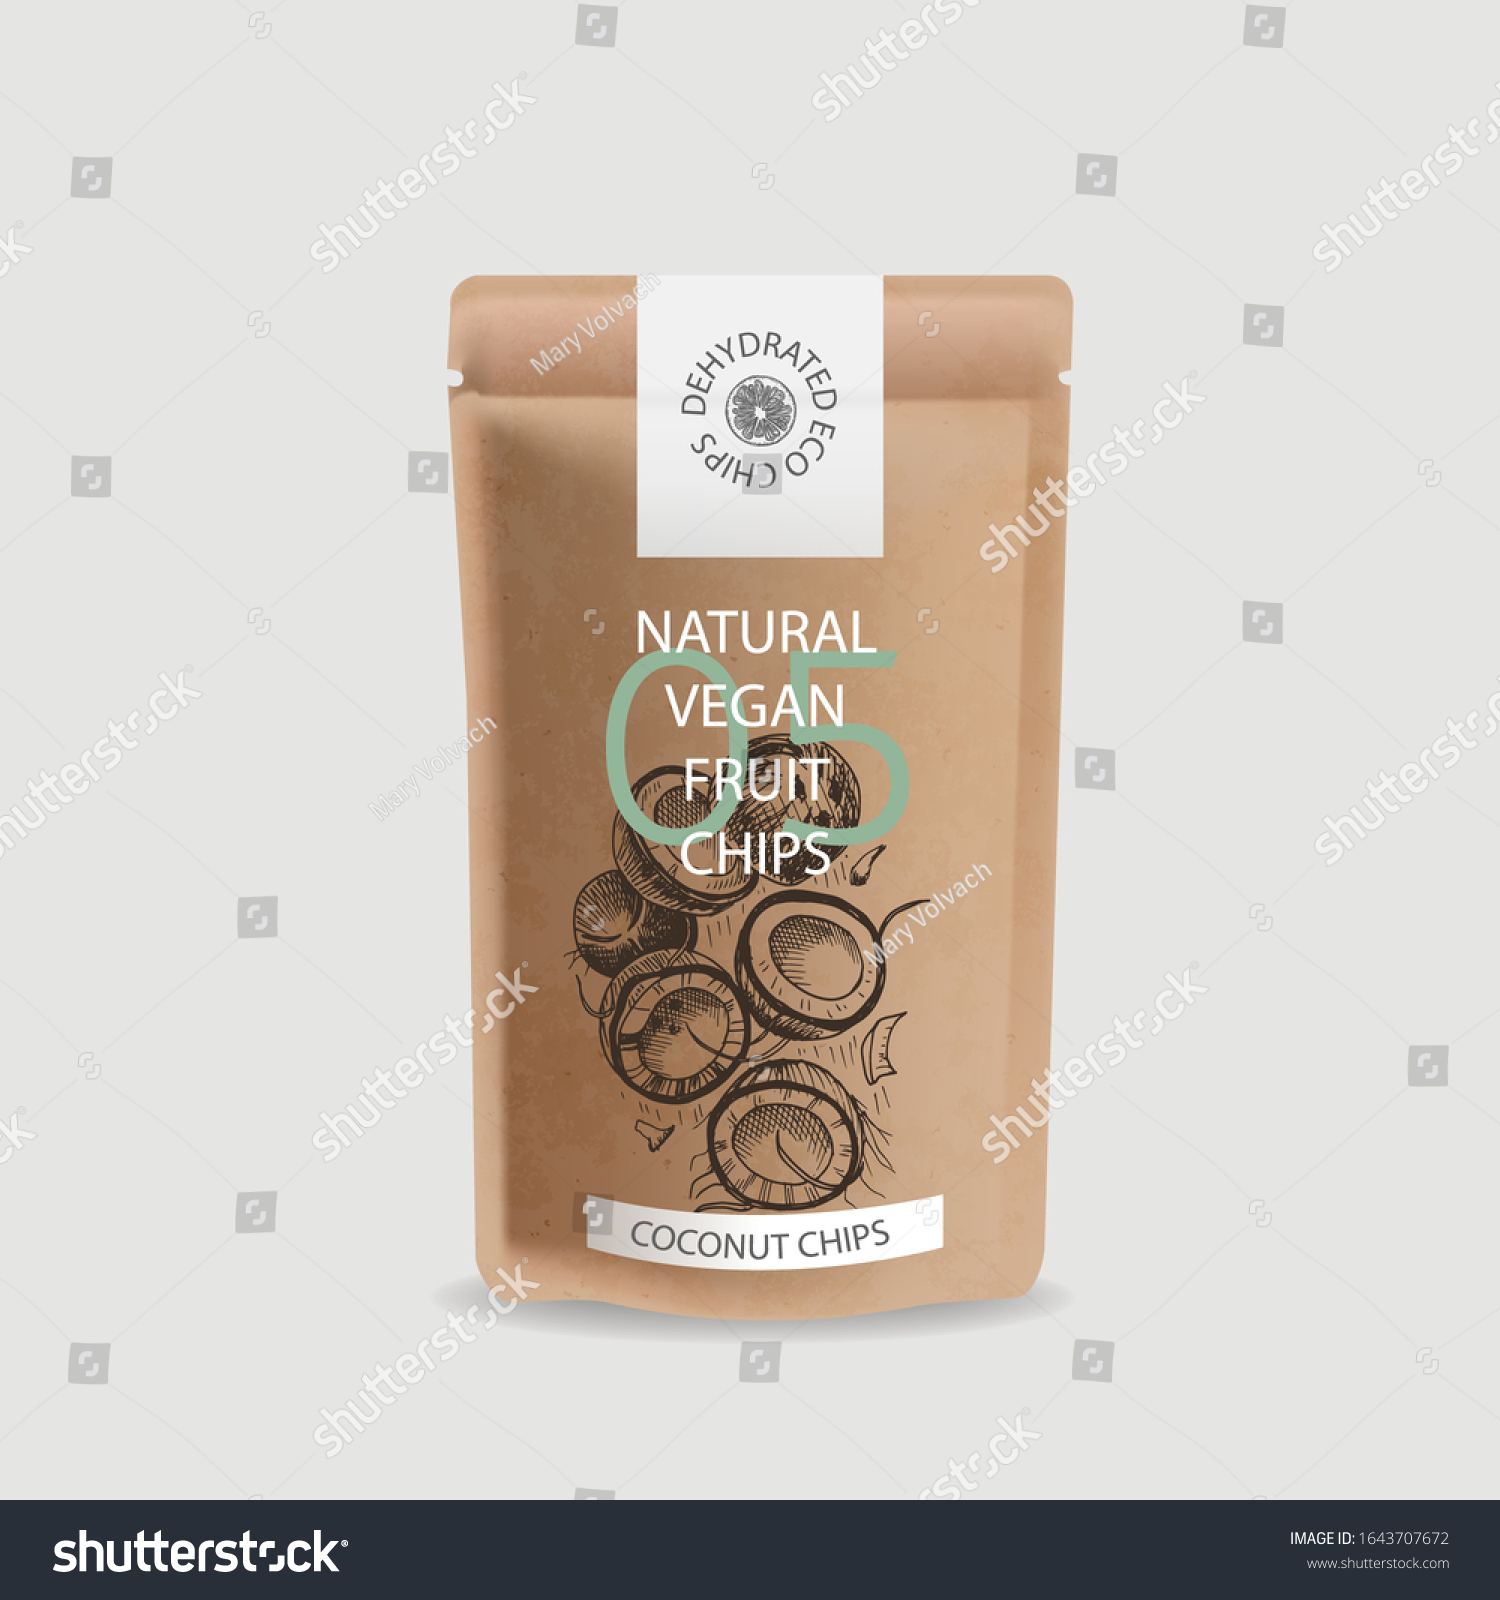 DEHYDRATED ECO CHIPS
NATURAL
05
VEGAN
FRUIT
CHIPS
COCONUT CHIPS
shutterstock
Mary Volvach
shutterstock
IMAGE ID: 1643707672
www.shutterstock.com